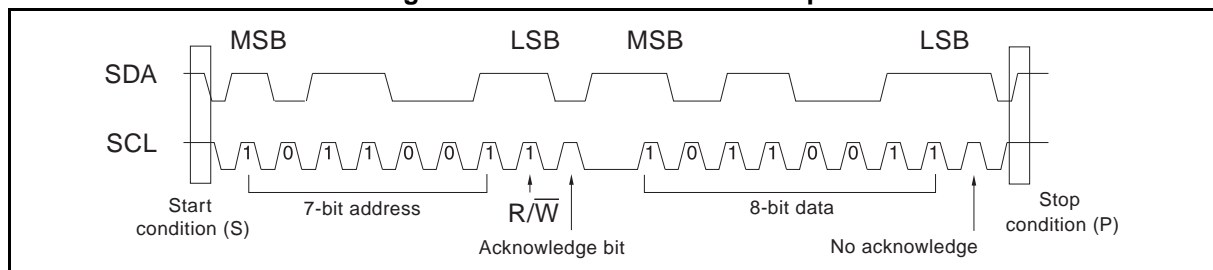 MSB LSB MSB LSB
SDA
SCL
1 0 1 1 0 0 1 1 1 0 1 1 0 0 1 1
Start condition (S)
7-bit address
R/W̅
Acknowledge bit
8-bit data
No acknowledge
Stop condition (P)